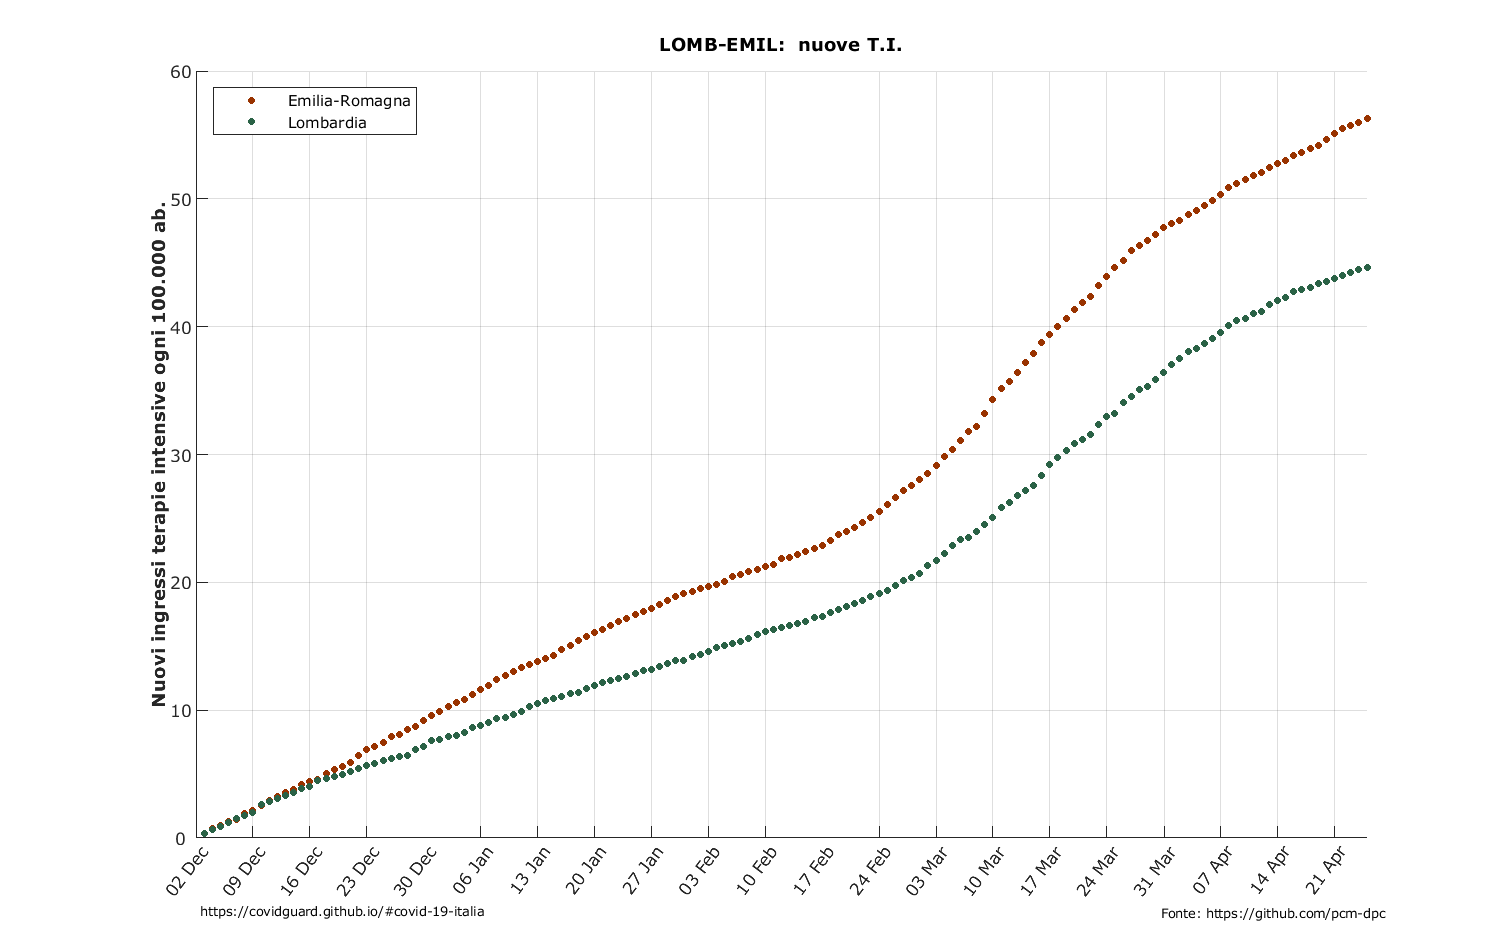 LOMB-EMIL:  nuove T.I.
Emilia-Romagna
Lombardia
Nuovi ingressi terapie intensive ogni 100.000 ab.
60
50
40
30
20
10
0
02 Dec
09 Dec
16 Dec
23 Dec
30 Dec
06 Jan
13 Jan
20 Jan
27 Jan
03 Feb
10 Feb
17 Feb
24 Feb
03 Mar
10 Mar
17 Mar
24 Mar
31 Mar
07 Apr
14 Apr
21 Apr
https://covidguard.github.io/#covid-19-italia
Fonte: https://github.com/pcm-dpc